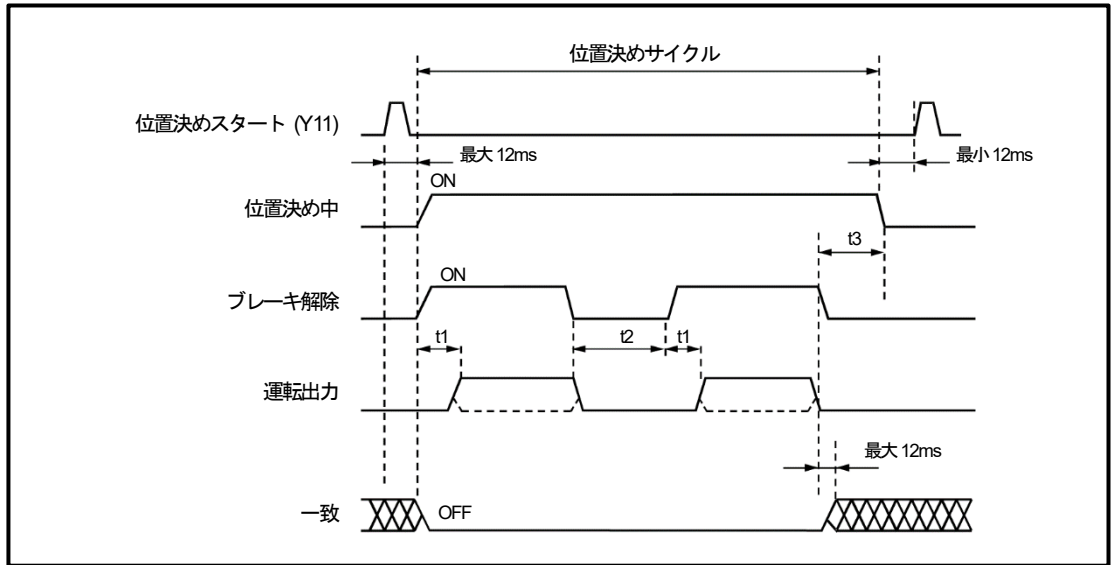 位置決めサイクル
位置決めスタート (Y11)
最大 12ms
最小 12ms
ON
位置決め中
t3
ON
ブレーキ解除
t1
t2
t1
運転出力
最大 12ms
一致
OFF